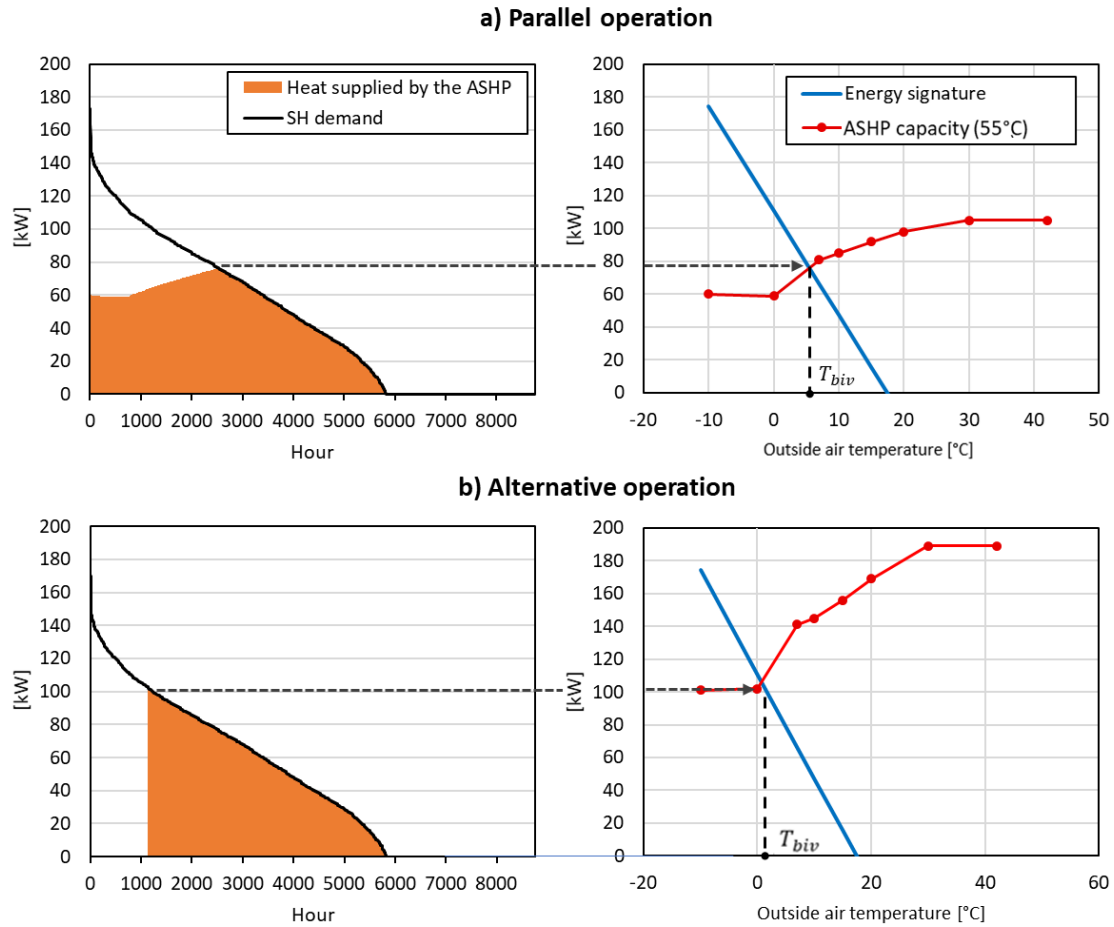 a) Parallel operation
200
180
160
140
120
100
80
60
40
20
0
[kW]
Heat supplied by the ASHP
SH demand
0 1000 2000 3000 4000 5000 6000 7000 8000
Hour
200
180
160
140
120
100
80
60
40
20
0
[kW]
Energy signature
ASHP capacity (55°C)
T_biv
-20 -10 0 10 20 30 40 50
Outside air temperature [°C]
b) Alternative operation
200
180
160
140
120
100
80
60
40
20
0
[kW]
0 1000 2000 3000 4000 5000 6000 7000 8000
Hour
200
180
160
140
120
100
80
60
40
20
0
[kW]
T_biv
-20 0 20 40 60
Outside air temperature [°C]